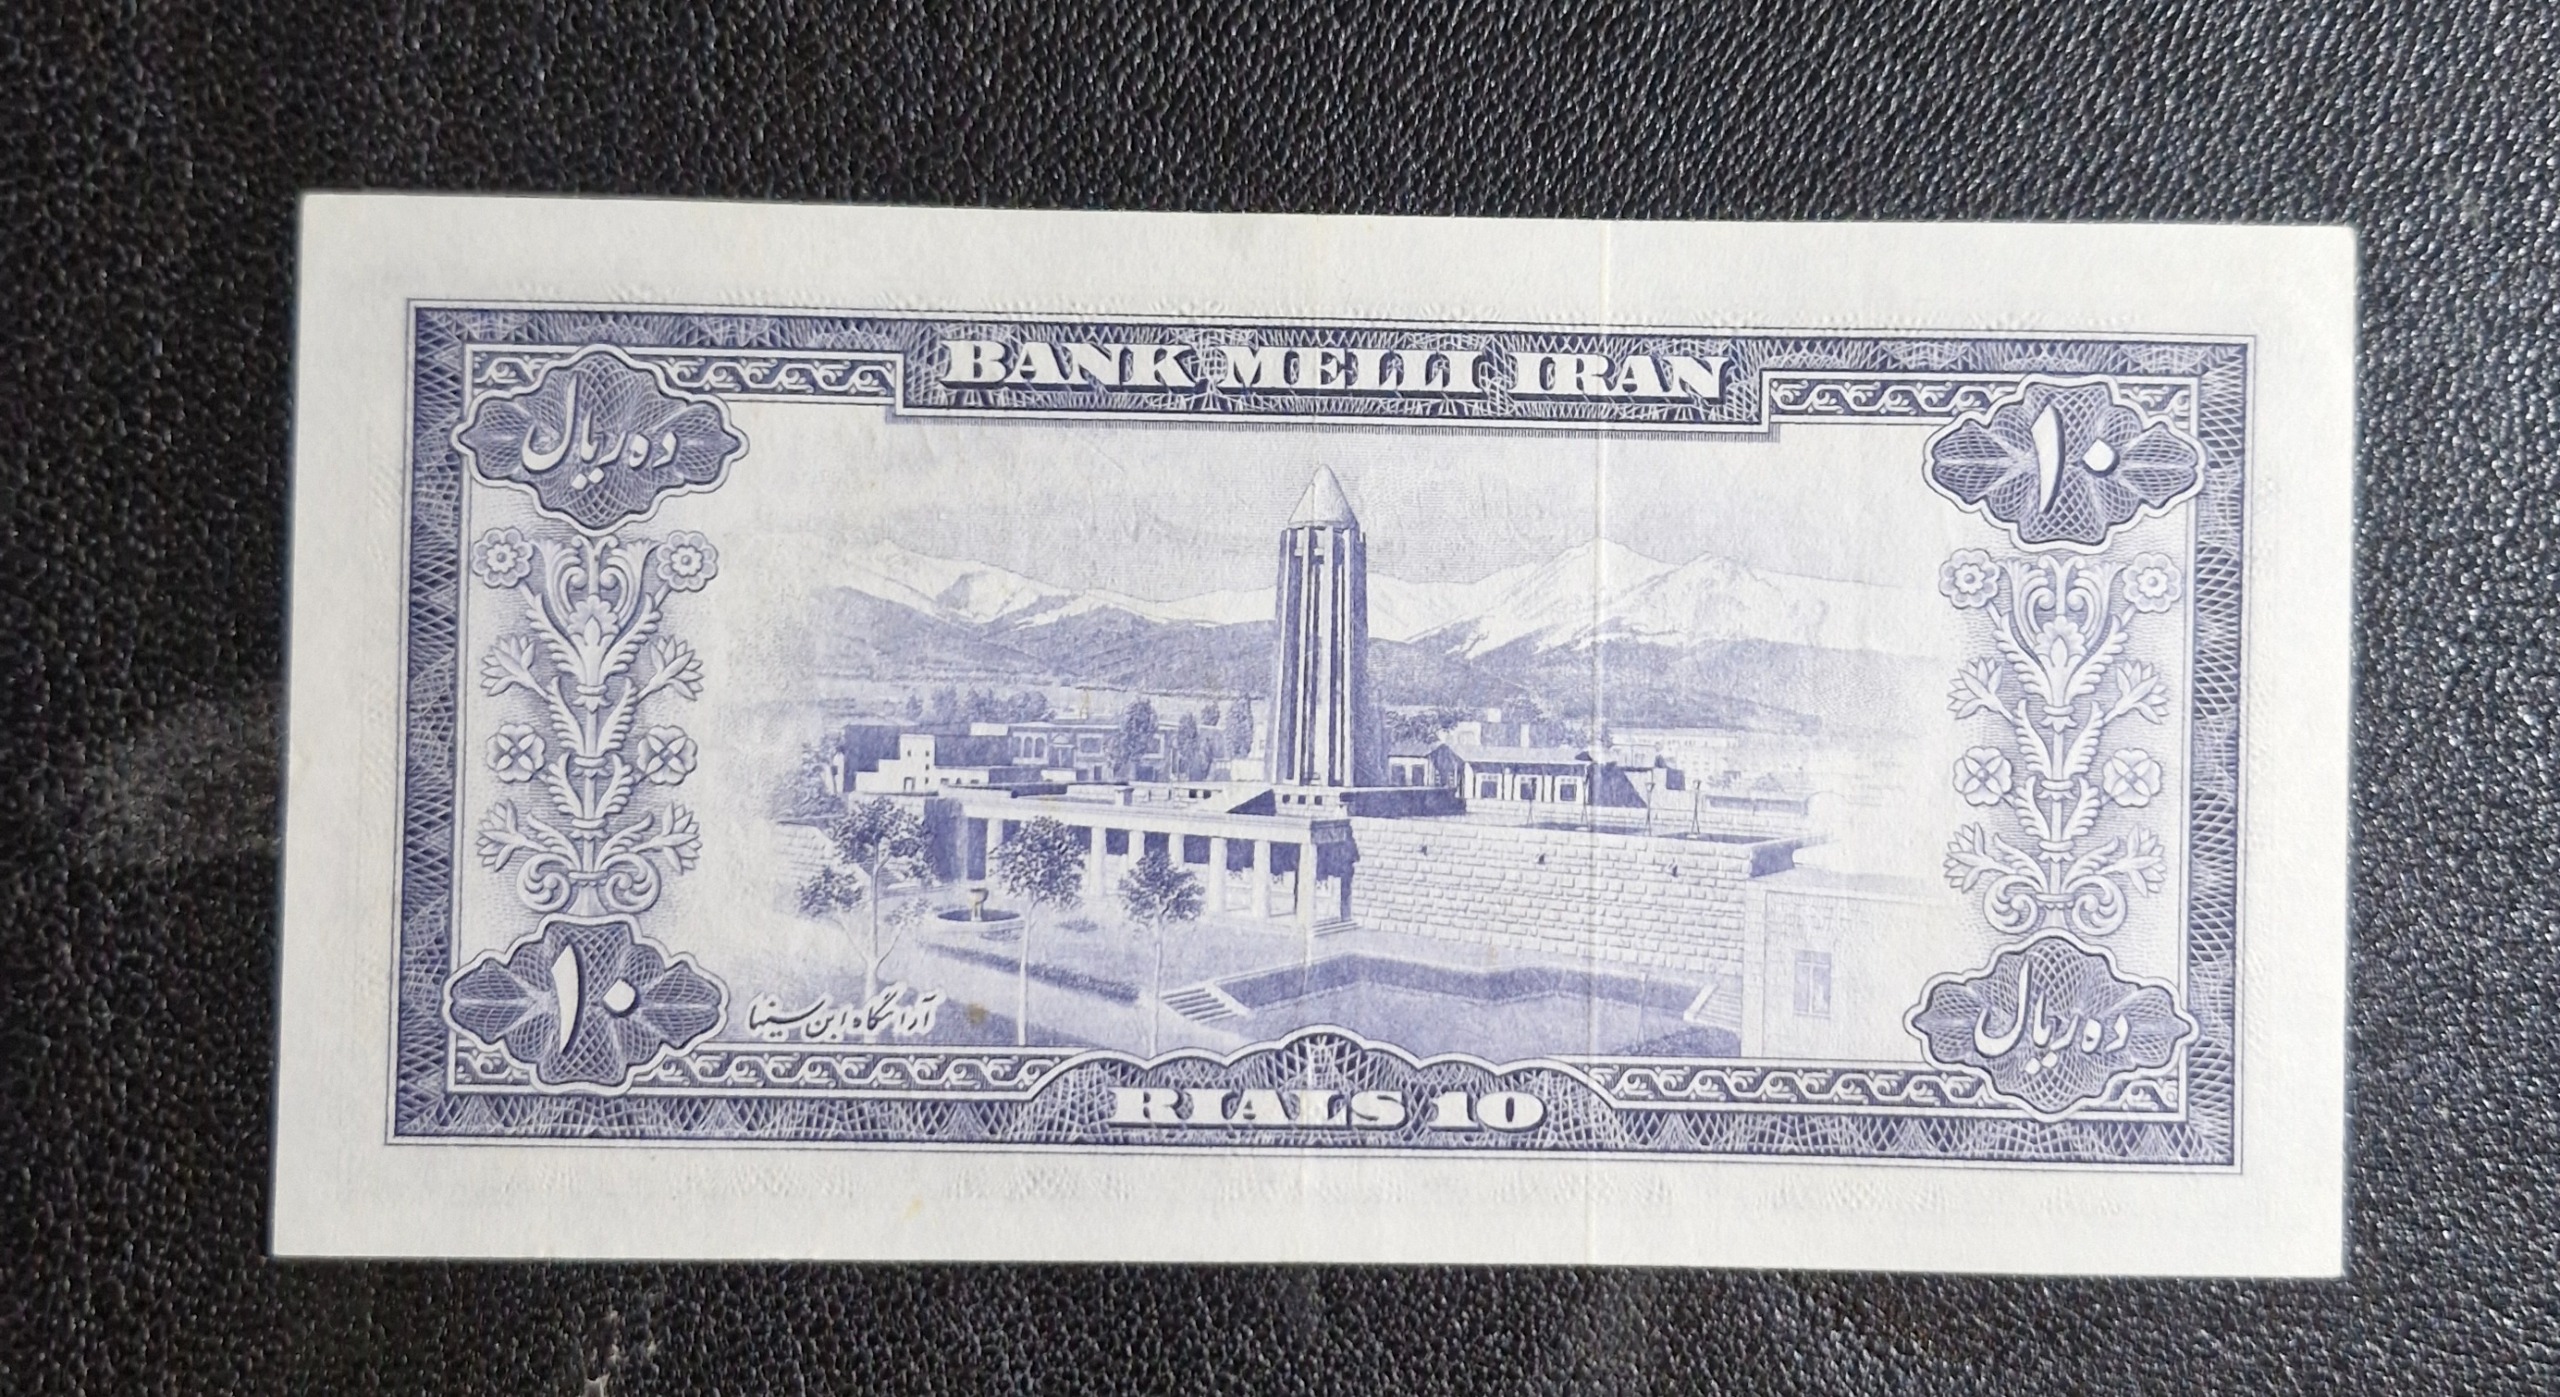 BANK MELLI IRAN
ده ریال
۱۰
۱۰
آرامگاه ابن سینا
ده ریال
RIALS 10